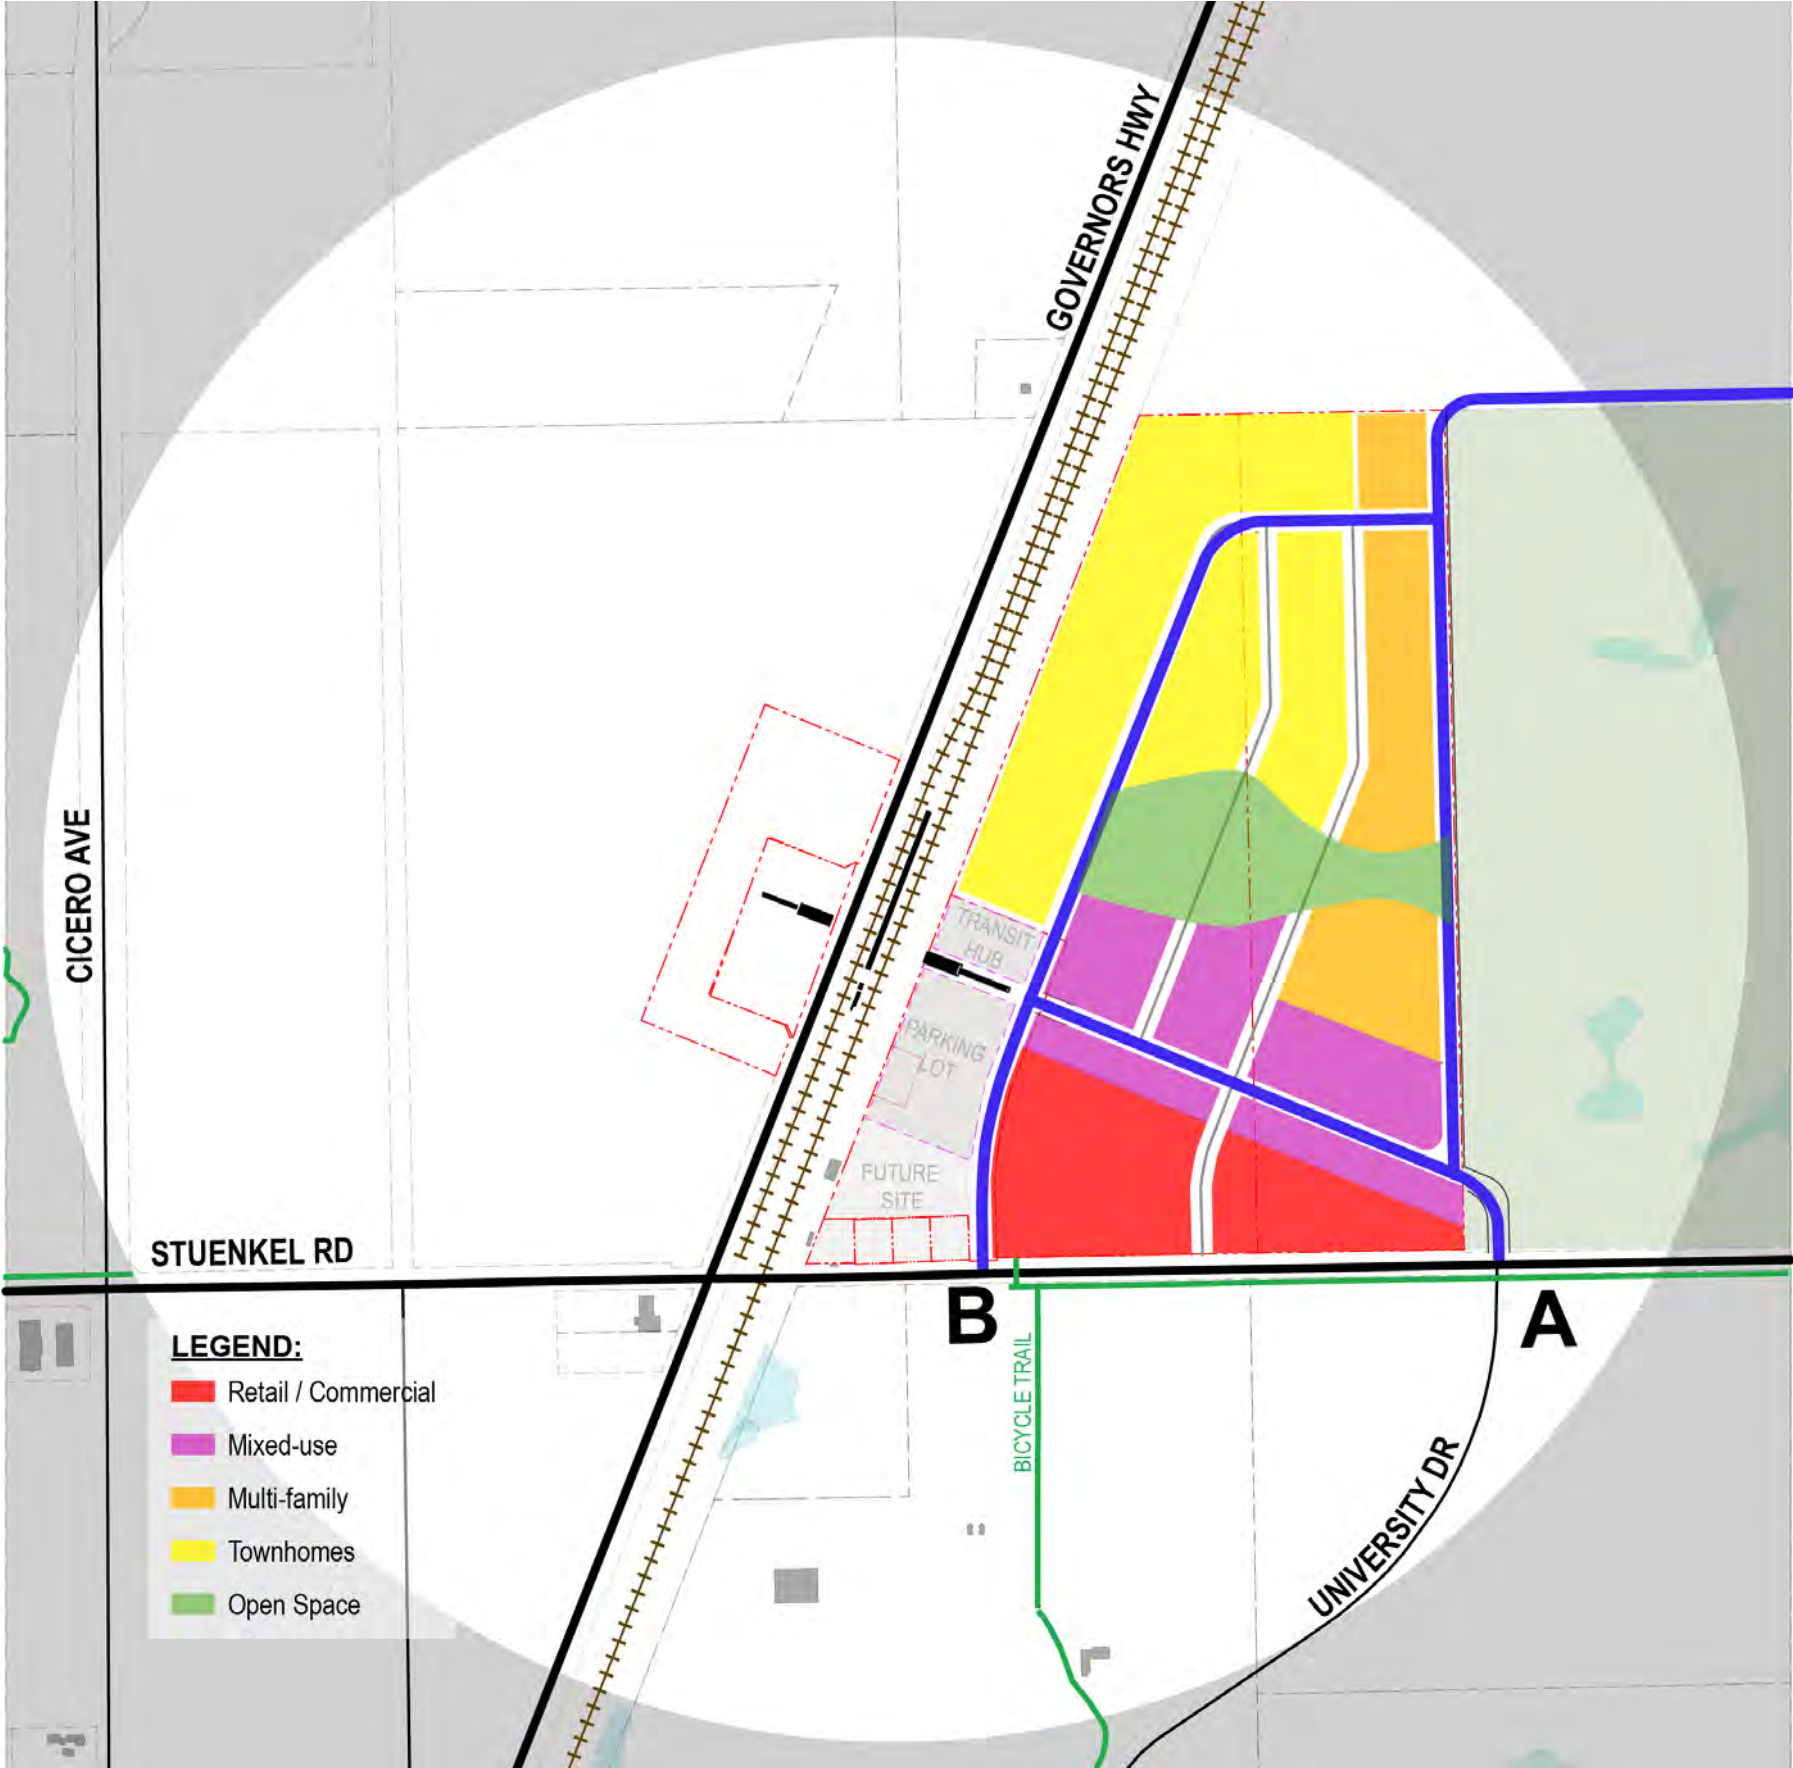 GOVERNORS HWY
CICERO AVE
TRANSIT
HUB
PARKING
LOT
FUTURE
SITE
STUENKEL RD
B
A
BICYCLE TRAIL
UNIVERSITY DR
LEGEND:
Retail / Commercial
Mixed-use
Multi-family
Townhomes
Open Space